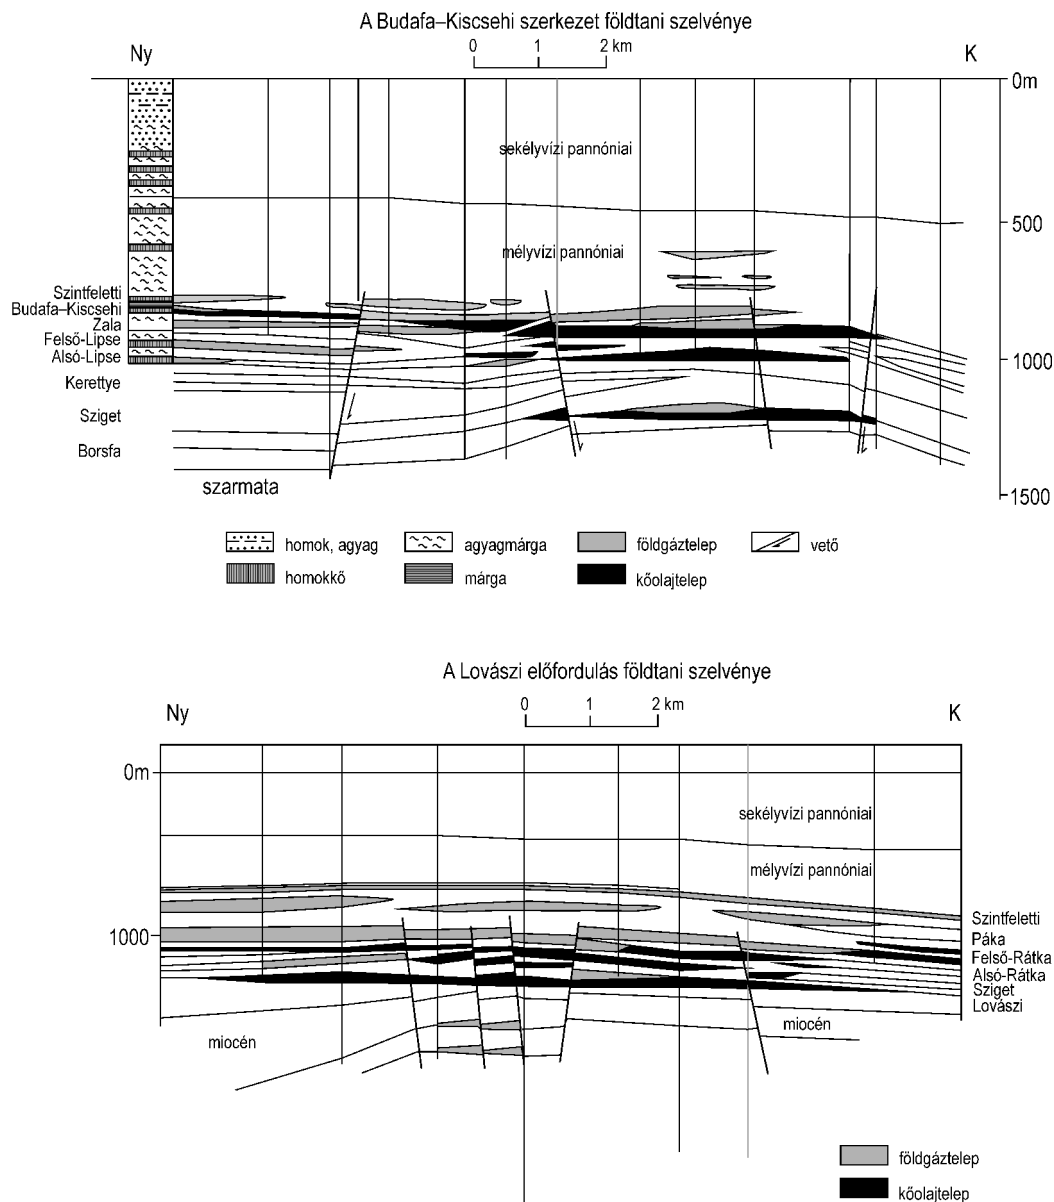 A Budafa–Kiscsehi szerkezet földtani szelvénye
Ny
0 1 2 km
K
0m
sekélyvízi pannóniai
500
mélyvízi pannóniai
Szintfeletti
Budafa–Kiscsehi
Zala
Felső-Lipse
Alsó-Lipse
1000
Kerettye
Sziget
Borsfa
szarmata
1500
homok, agyag
agyagmárga
földgáztelep
vető
homokkő
márga
kőolajtelep
A Lovászi előfordulás földtani szelvénye
Ny
0 1 2 km
K
0m
sekélyvízi pannóniai
mélyvízi pannóniai
Szintfeletti
1000
Páka
Felső-Rátka
Alsó-Rátka
Sziget
Lovászi
miocén
miocén
földgáztelep
kőolajtelep